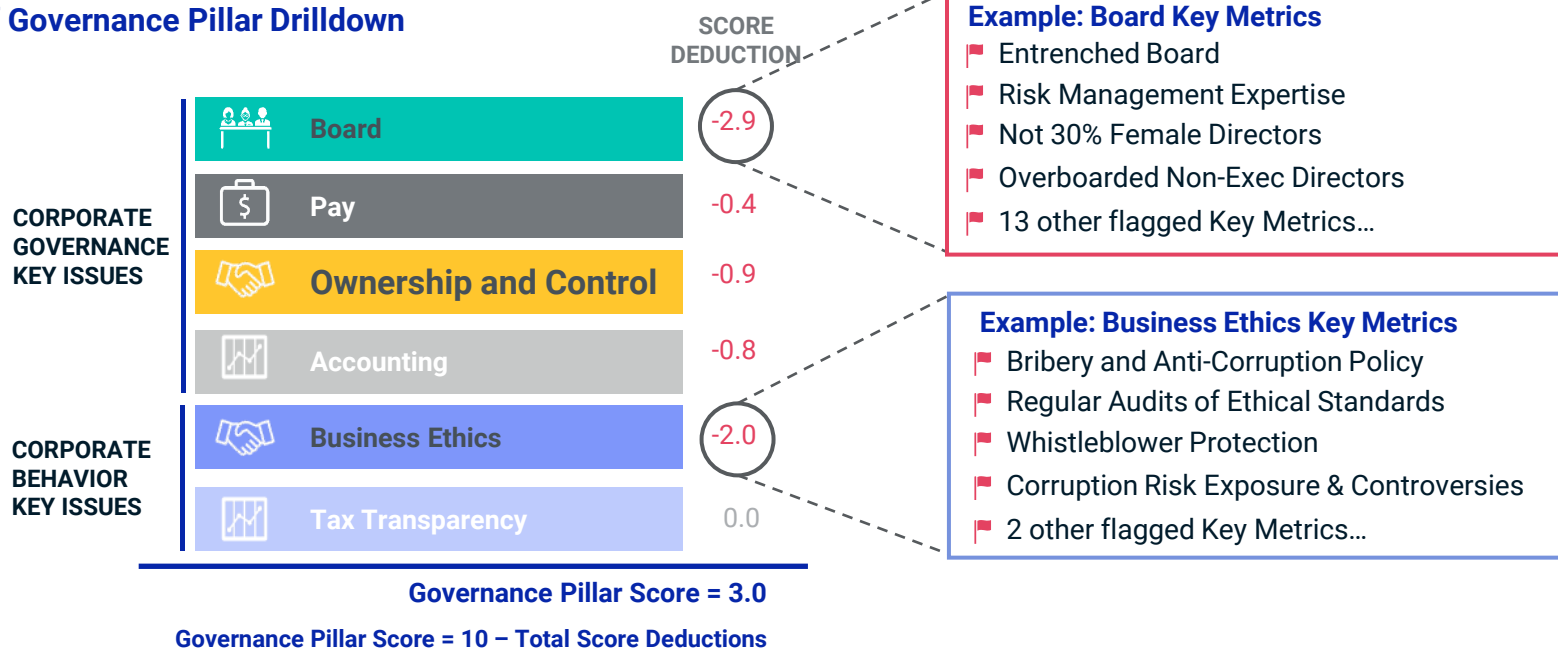 Governance Pillar Drilldown
SCORE
DEDUCTION
CORPORATE
GOVERNANCE
KEY ISSUES
Board
-2.9
$
Pay
-0.4
Ownership and Control
-0.9
Accounting
-0.8
CORPORATE
BEHAVIOR
KEY ISSUES
Business Ethics
-2.0
Tax Transparency
0.0
Governance Pillar Score = 3.0
Governance Pillar Score = 10 – Total Score Deductions
Example: Board Key Metrics
Entrenched Board
Risk Management Expertise
Not 30% Female Directors
Overboarded Non-Exec Directors
13 other flagged Key Metrics…
Example: Business Ethics Key Metrics
Bribery and Anti-Corruption Policy
Regular Audits of Ethical Standards
Whistleblower Protection
Corruption Risk Exposure & Controversies
2 other flagged Key Metrics…